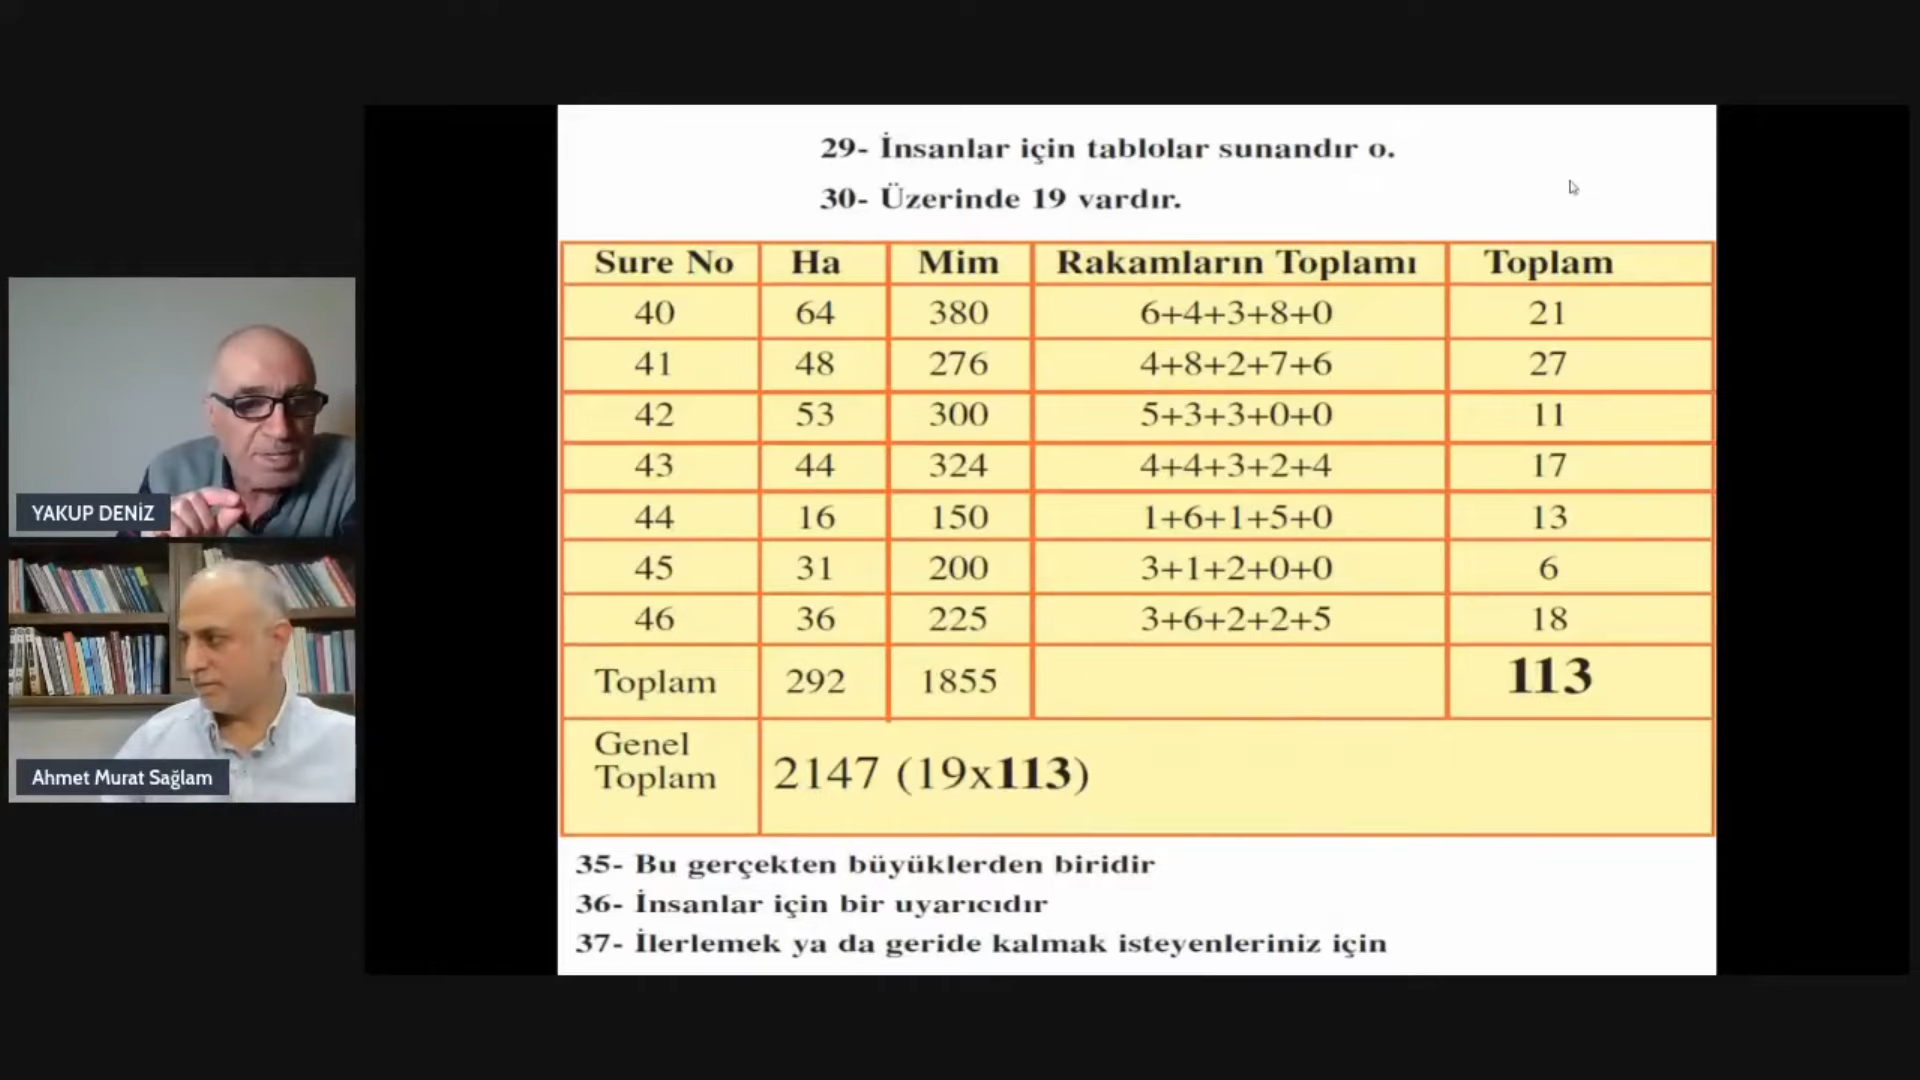 29- İnsanlar için tablolar sunandır o.
30- Üzerinde 19 vardır.
Sure No Ha Mim Rakamların Toplamı Toplam
40 64 380 6+4+3+8+0 21
41 48 276 4+8+2+7+6 27
42 53 300 5+3+3+0+0 11
43 44 324 4+4+3+2+4 17
44 16 150 1+6+1+5+0 13
45 31 200 3+1+2+0+0 6
46 36 225 3+6+2+2+5 18
Toplam 292 1855 113
Genel
Toplam 2147 (19x113)
35- Bu gerçekten büyüklerden biridir
36- İnsanlar için bir uyarıcıdır
37- İlerlemek ya da geride kalmak isteyenleriniz için
YAKUP DENİZ
Ahmet Murat Sağlam